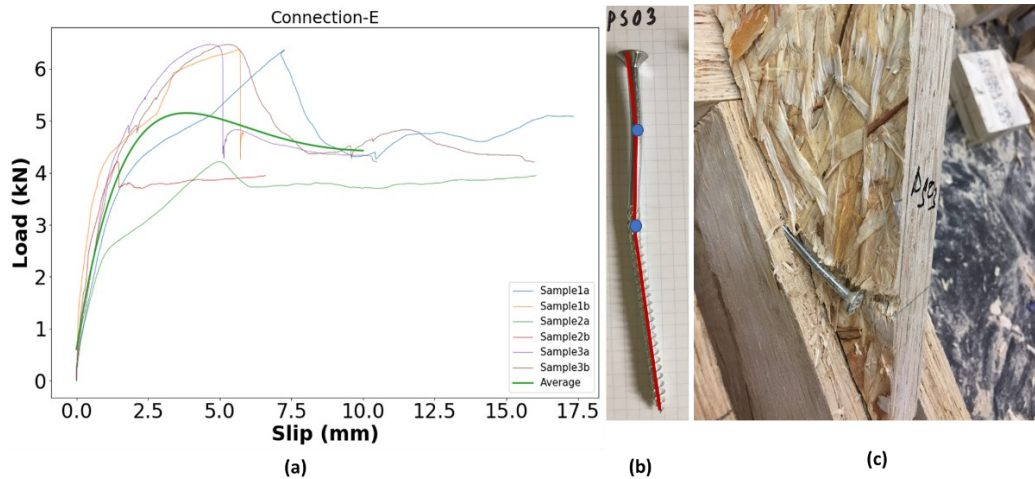 Connection-E
PS03
Load (kN)
6
5
4
3
2
1
0
Sample1a
Sample1b
Sample2a
Sample2b
Sample3a
Sample3b
Average
0.0 2.5 5.0 7.5 10.0 12.5 15.0 17.5
Slip (mm)
PS03
(a) (b) (c)